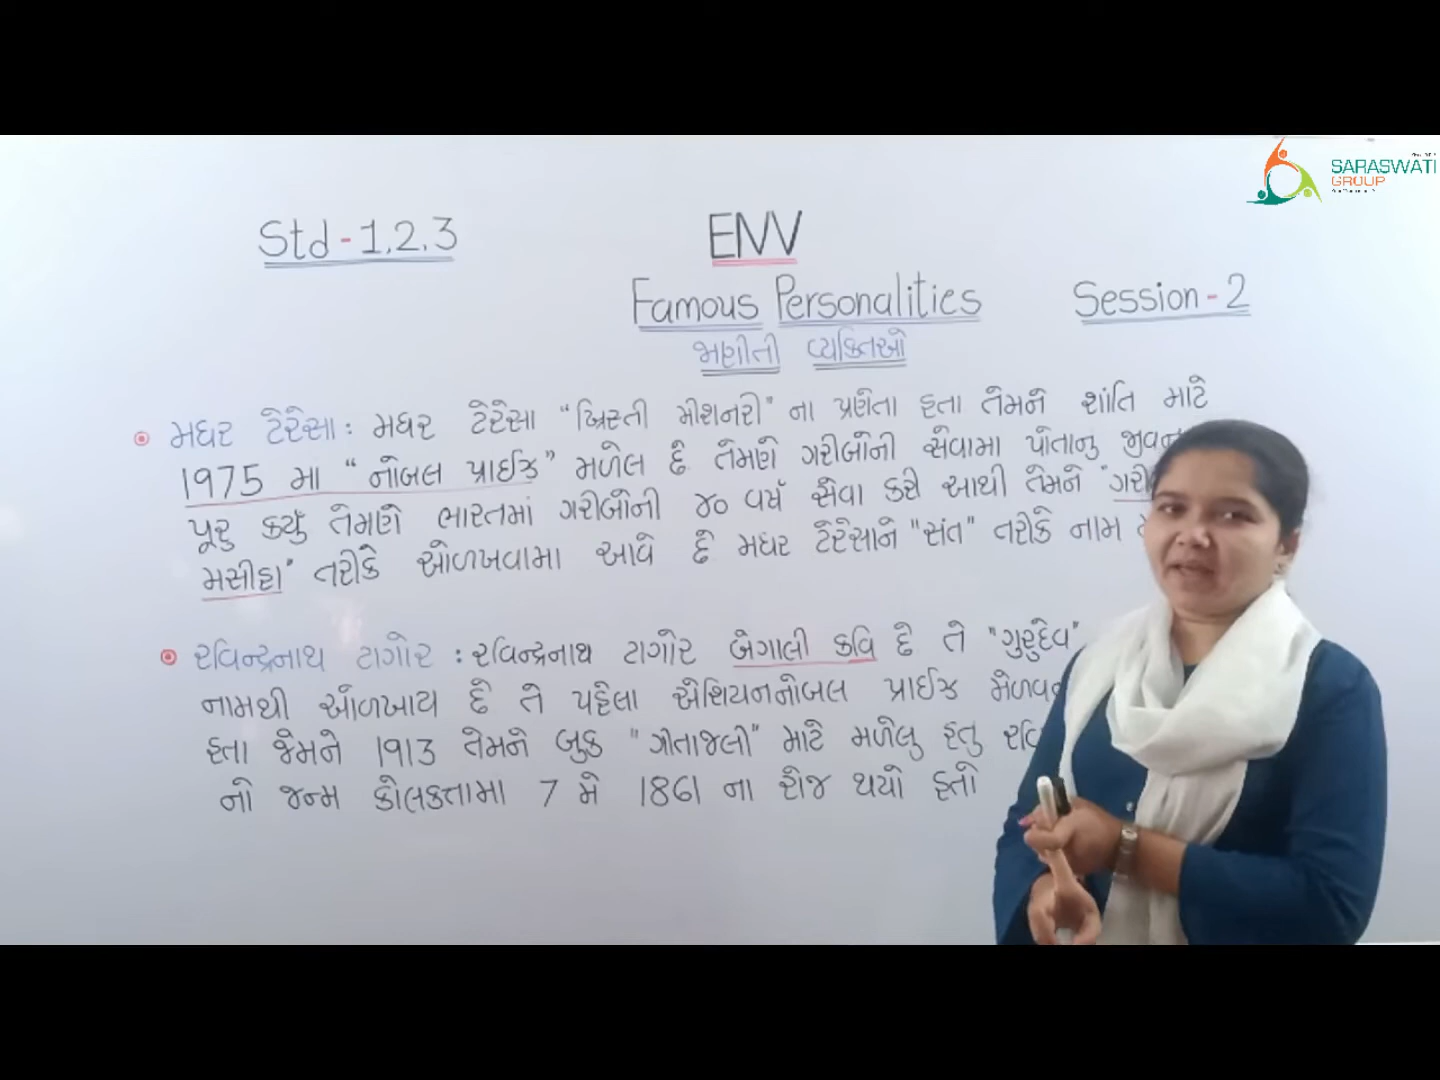 SARASWATI
GROUP
Std - 1,2,3
ENV
Famous Personalities
Session - 2
જાણીતી વ્યક્તિઓ
મધર ટેરેસા : મધર ટેરેસા "ખ્રિસ્તી મીશનરી" ના પ્રણેતા હતા તેમને શાંતિ માટે
1975 મા "નોબલ પ્રાઈઝ" મળેલ છે તેમણે ગરીબોની સેવામા પોતાનુ
પૂરુ કર્યું તેમણે ભારતમાં ગરીબોની ૪૦ વર્ષ સેવા કરી આથી તેમને
મસીહા" તરીકે ઓળખવામા આવે છે મધર ટેરેસાને "સંત" તરીકે નામ
રવિન્દ્રનાથ ટાગોર : રવિન્દ્રનાથ ટાગોર બેગાલી કવિ છે તે "ગુરુદેવ"
નામથી ઓળખાય છે તે પહેલા એશિયનનોબલ પ્રાઈઝ
હતા જેમને 1913 તેમને બુક "ગીતાજલી" માટે મળેલુ હતુ
નો જન્મ કોલકત્તામા 7 મે 1861 ના રોજ થયો હતો